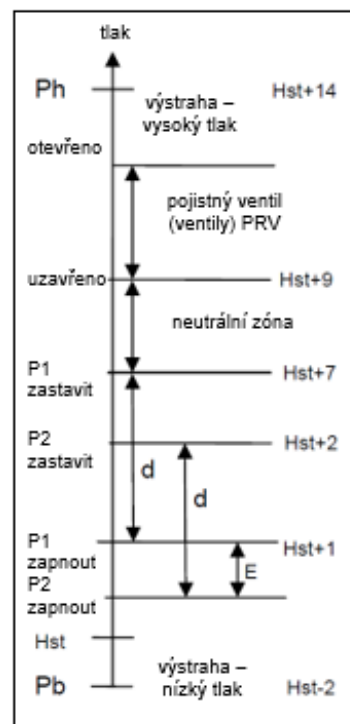 tlak
Ph
výstraha –
vysoký tlak
Hst+14
otevřeno
pojistný ventil
(ventily) PRV
uzavřeno
Hst+9
neutrální zóna
P1
zastavit
Hst+7
P2
zastavit
Hst+2
d
d
P1
zapnout
Hst+1
E
P2
zapnout
Hst
Pb
výstraha –
nízký tlak
Hst-2